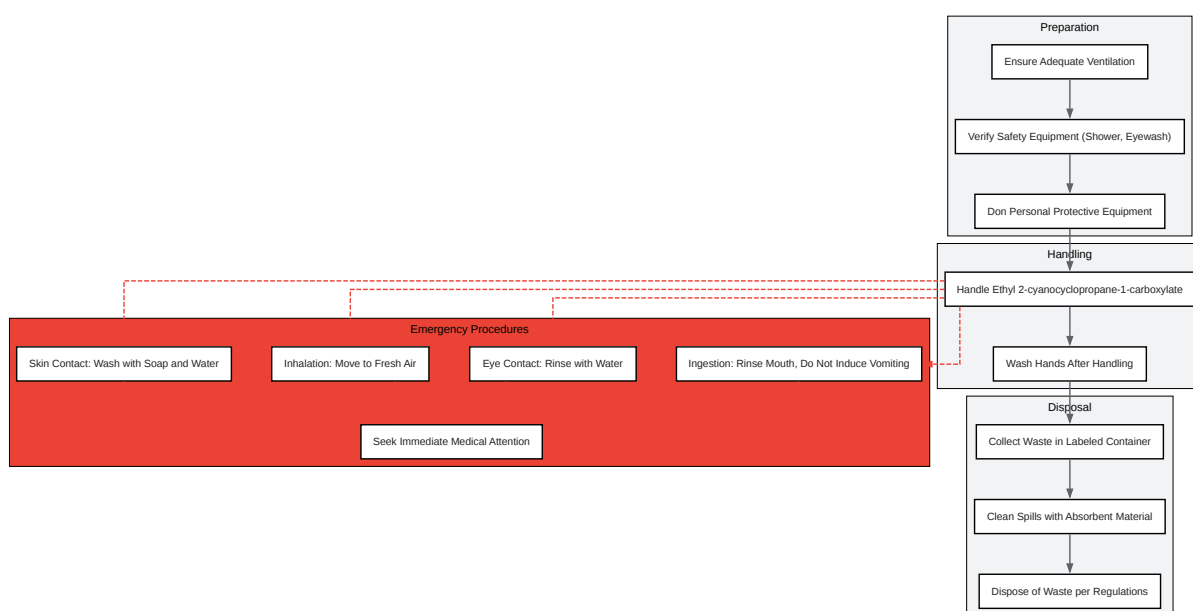 Preparation
Ensure Adequate Ventilation
Verify Safety Equipment (Shower, Eyewash)
Don Personal Protective Equipment
Handling
Handle Ethyl 2-cyanocyclopropane-1-carboxylate
Wash Hands After Handling
Emergency Procedures
Skin Contact: Wash with Soap and Water
Inhalation: Move to Fresh Air
Eye Contact: Rinse with Water
Ingestion: Rinse Mouth, Do Not Induce Vomiting
Seek Immediate Medical Attention
Disposal
Collect Waste in Labeled Container
Clean Spills with Absorbent Material
Dispose of Waste per Regulations